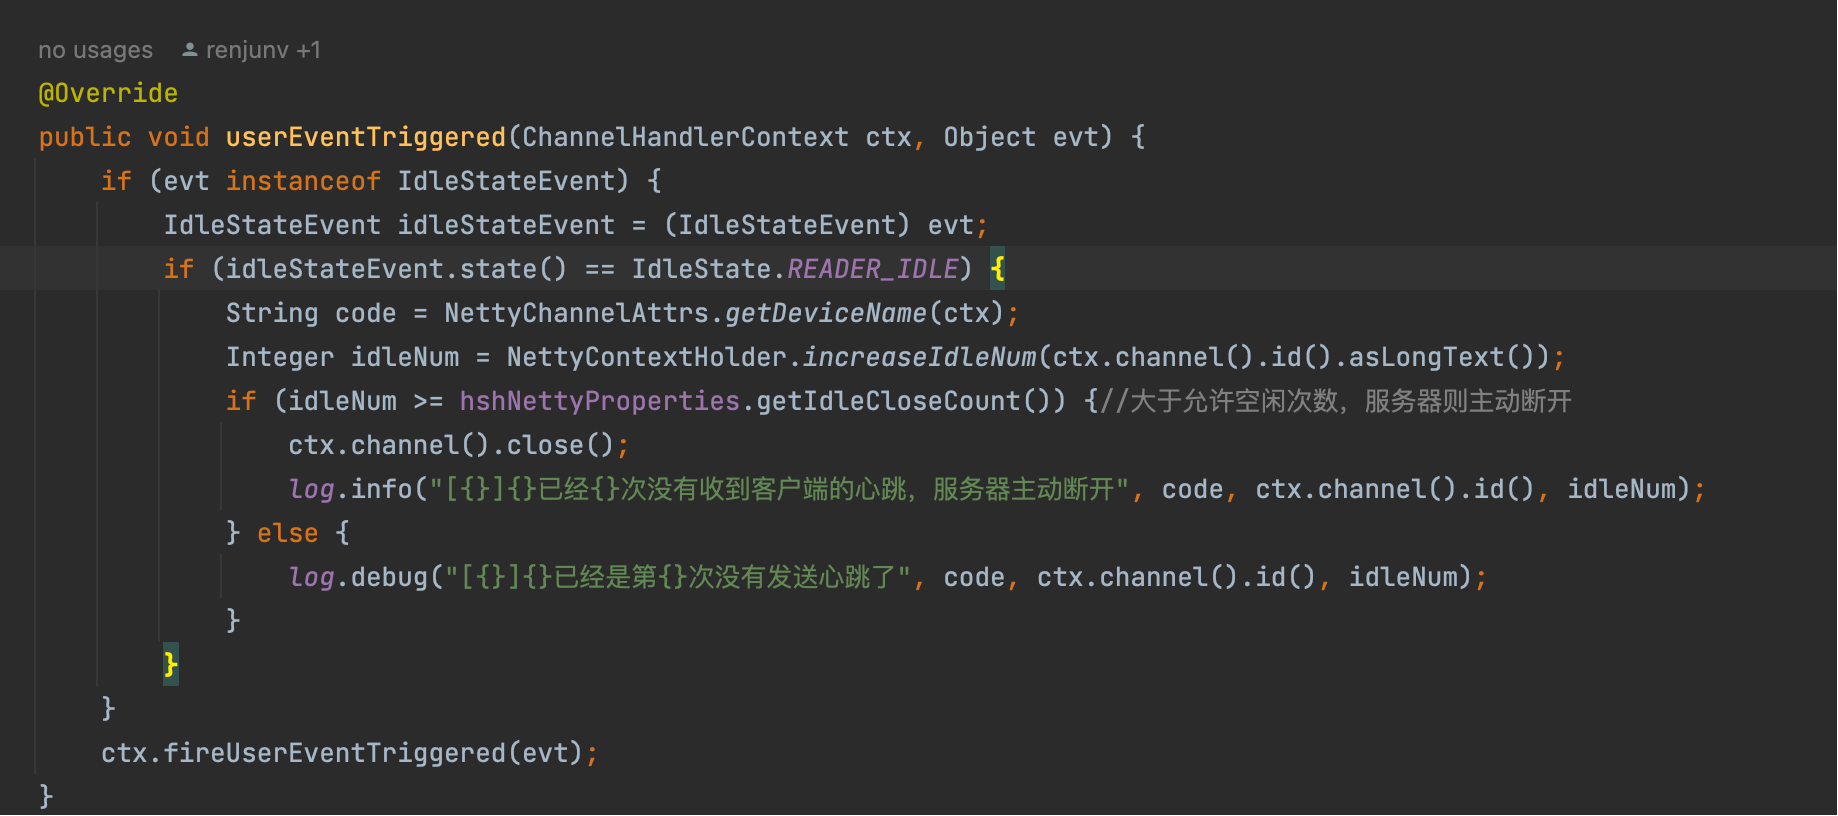 no usages renjunv +1
@Override
public void userEventTriggered(ChannelHandlerContext ctx, Object evt) {
if (evt instanceof IdleStateEvent) {
IdleStateEvent idleStateEvent = (IdleStateEvent) evt;
if (idleStateEvent.state() == IdleState.READER_IDLE) {
String code = NettyChannelAttrs.getDeviceName(ctx);
Integer idleNum = NettyContextHolder.increaseIdleNum(ctx.channel().id().asLongText());
if (idleNum >= hshNettyProperties.getIdleCloseCount()) {//大于允许空闲次数，服务器则主动断开
ctx.channel().close();
log.info("[{}]{}已经{}次没有收到客户端的心跳，服务器主动断开", code, ctx.channel().id(), idleNum);
} else {
log.debug("[{}]{}已经是第{}次没有发送心跳了", code, ctx.channel().id(), idleNum);
}
}
}
ctx.fireUserEventTriggered(evt);
}